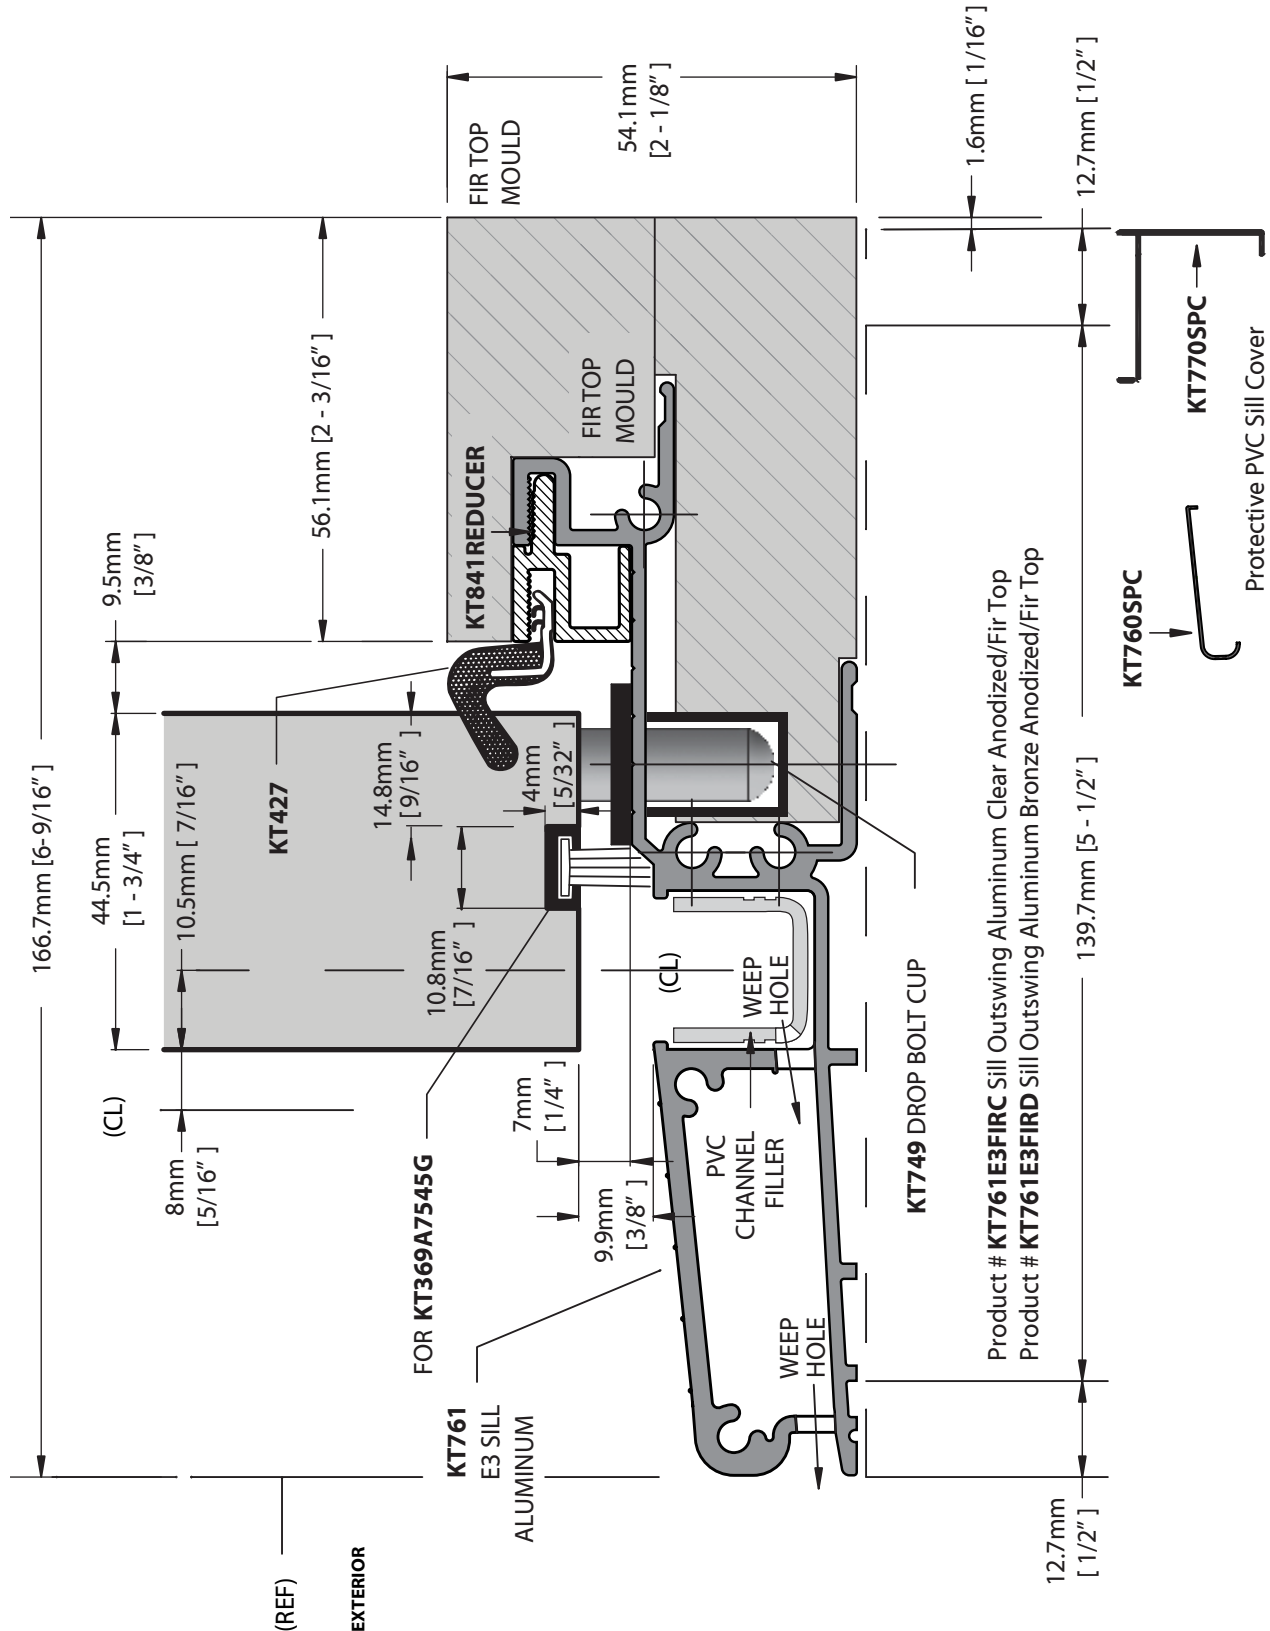 166.7mm [6- 9/16" ]
9.5mm
[3/8" ]
44.5mm
[1 - 3/4" ]
10.5mm [ 7/16" ]
(CL)
8mm
[5/16" ]
56.1mm [2 - 3/16" ]
KT427
14.8mm
[9/16" ]
4mm
[5/32" ]
10.8mm
[7/16" ]
FOR KT369A7545G
7mm
[1/4" ]
9.9mm
[3/8" ]
(REF)
EXTERIOR
KT761
E3 SILL
ALUMINUM
KT841REDUCER
FIR TOP
MOULD
FIR TOP
MOULD
54.1mm
[2 - 1/8" ]
(CL)
WEEP
HOLE
PVC
CHANNEL
FILLER
WEEP
HOLE
KT749 DROP BOLT CUP
1.6mm [ 1/16" ]
12.7mm [1/2" ]
139.7mm [5 - 1/2" ]
12.7mm
[ 1/2" ]
Product # KT761E3FIRC Sill Outswing Aluminum Clear Anodized/Fir Top
Product # KT761E3FIRD Sill Outswing Aluminum Bronze Anodized/Fir Top
KT760SPC
KT770SPC
Protective PVC Sill Cover